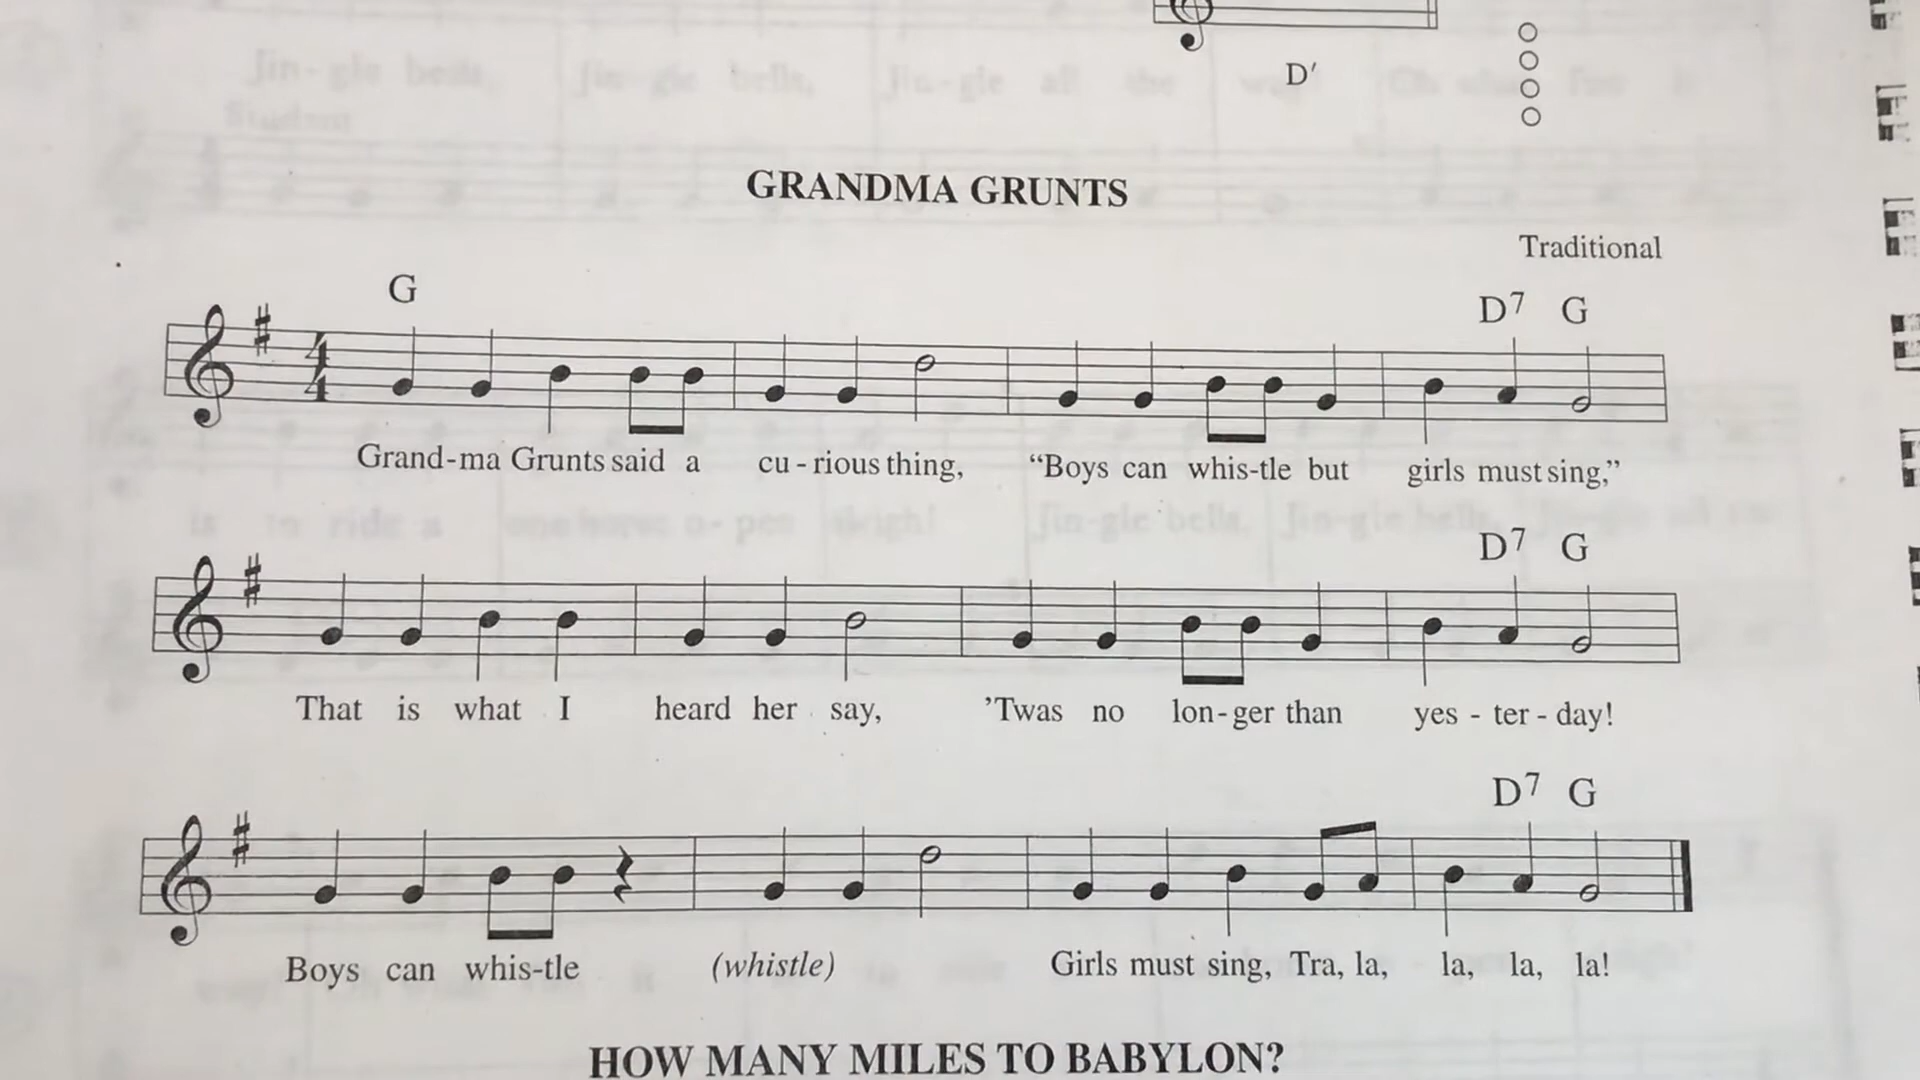 D′
GRANDMA GRUNTS
Traditional
G D7 G
Grand-ma Grunts said a cu-rious thing, “Boys can whis-tle but girls must sing,”
D7 G
That is what I heard her say, ’Twas no lon-ger than yes-ter-day!
D7 G
Boys can whis-tle (whistle) Girls must sing, Tra, la, la, la, la!
HOW MANY MILES TO BABYLON?